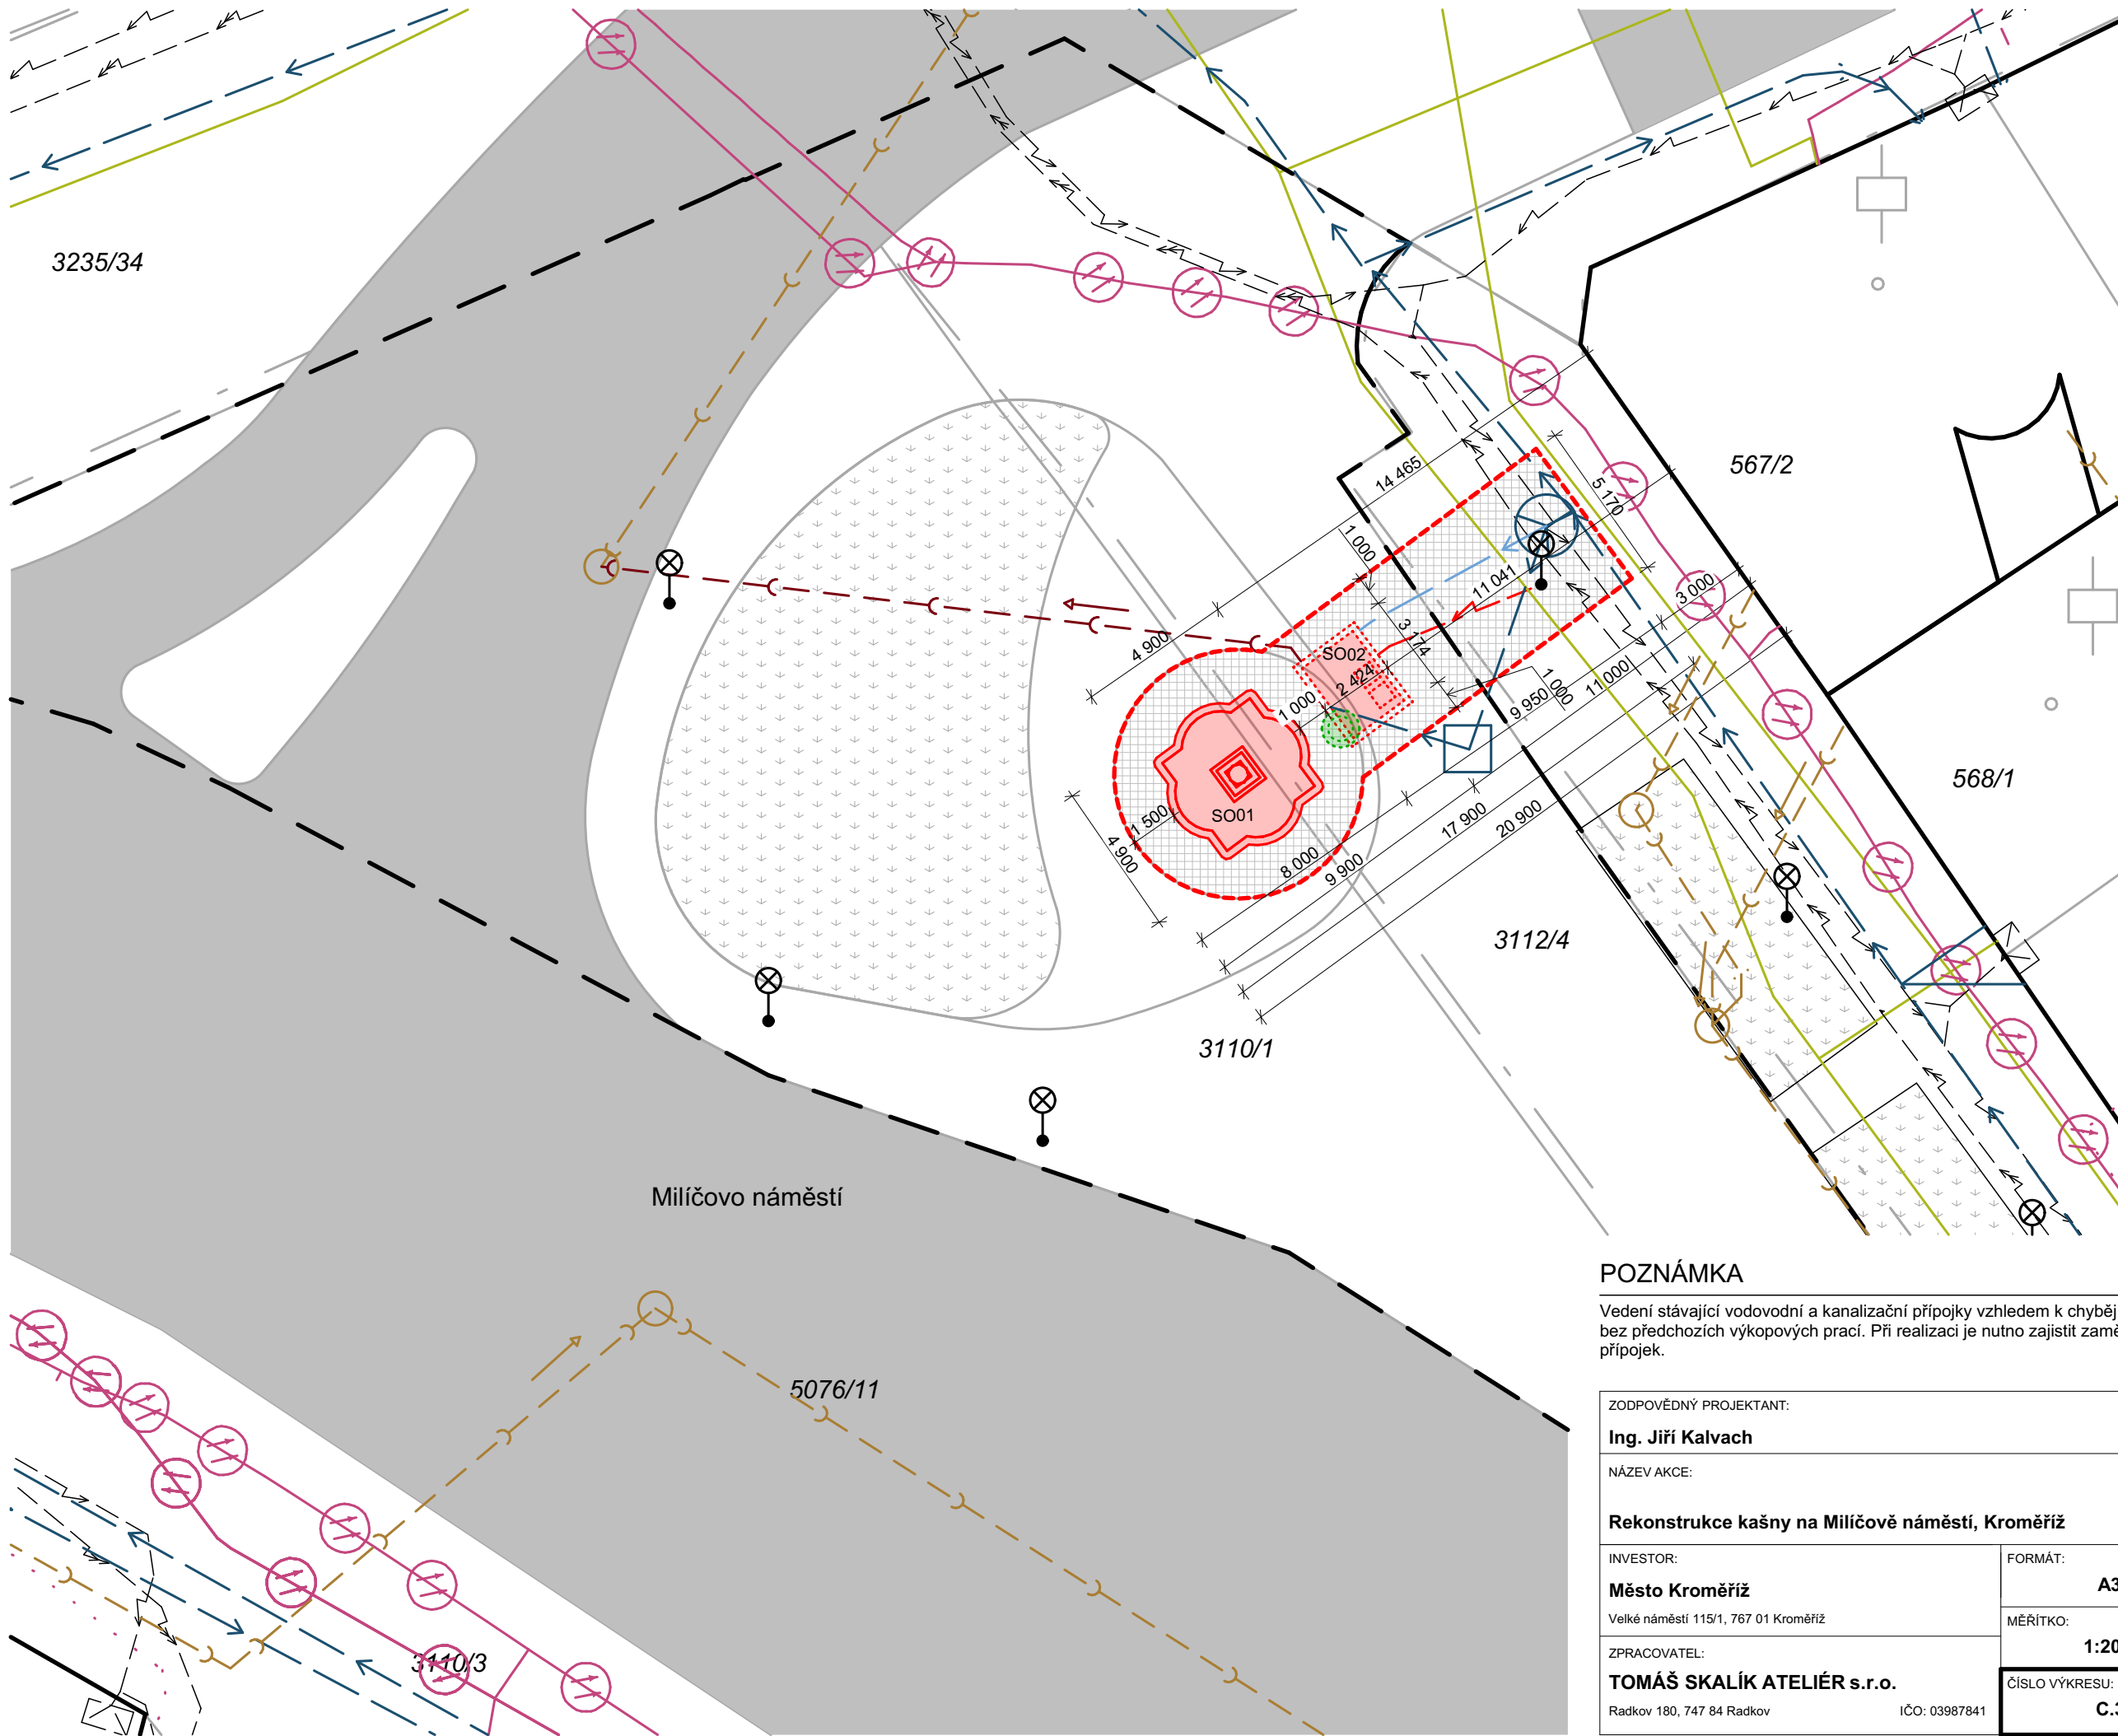 3235/34
567/2
14 465
5 170
1 000
11 041
3 000
3 174
SO02
4 900
2 424
1 000
1 000
9 950
11 000
568/1
SO01
1 500
4 900
17 900
20 900
8 000
9 900
3112/4
3110/1
Milíčovo náměstí
5076/11
3110/3
POZNÁMKA
Vedení stávající vodovodní a kanalizační přípojky vzhledem k chyběj
bez předchozích výkopových prací. Při realizaci je nutno zajistit zamě
přípojek.
ZODPOVĚDNÝ PROJEKTANT:
Ing. Jiří Kalvach
NÁZEV AKCE:
Rekonstrukce kašny na Milíčově náměstí, Kroměříž
INVESTOR:
Město Kroměříž
Velké náměstí 115/1, 767 01 Kroměříž
FORMÁT:
A3
MĚŘÍTKO:
1:20
ZPRACOVATEL:
TOMÁŠ SKALÍK ATELIÉR s.r.o.
Radkov 180, 747 84 Radkov IČO: 03987841
ČÍSLO VÝKRESU:
C.3